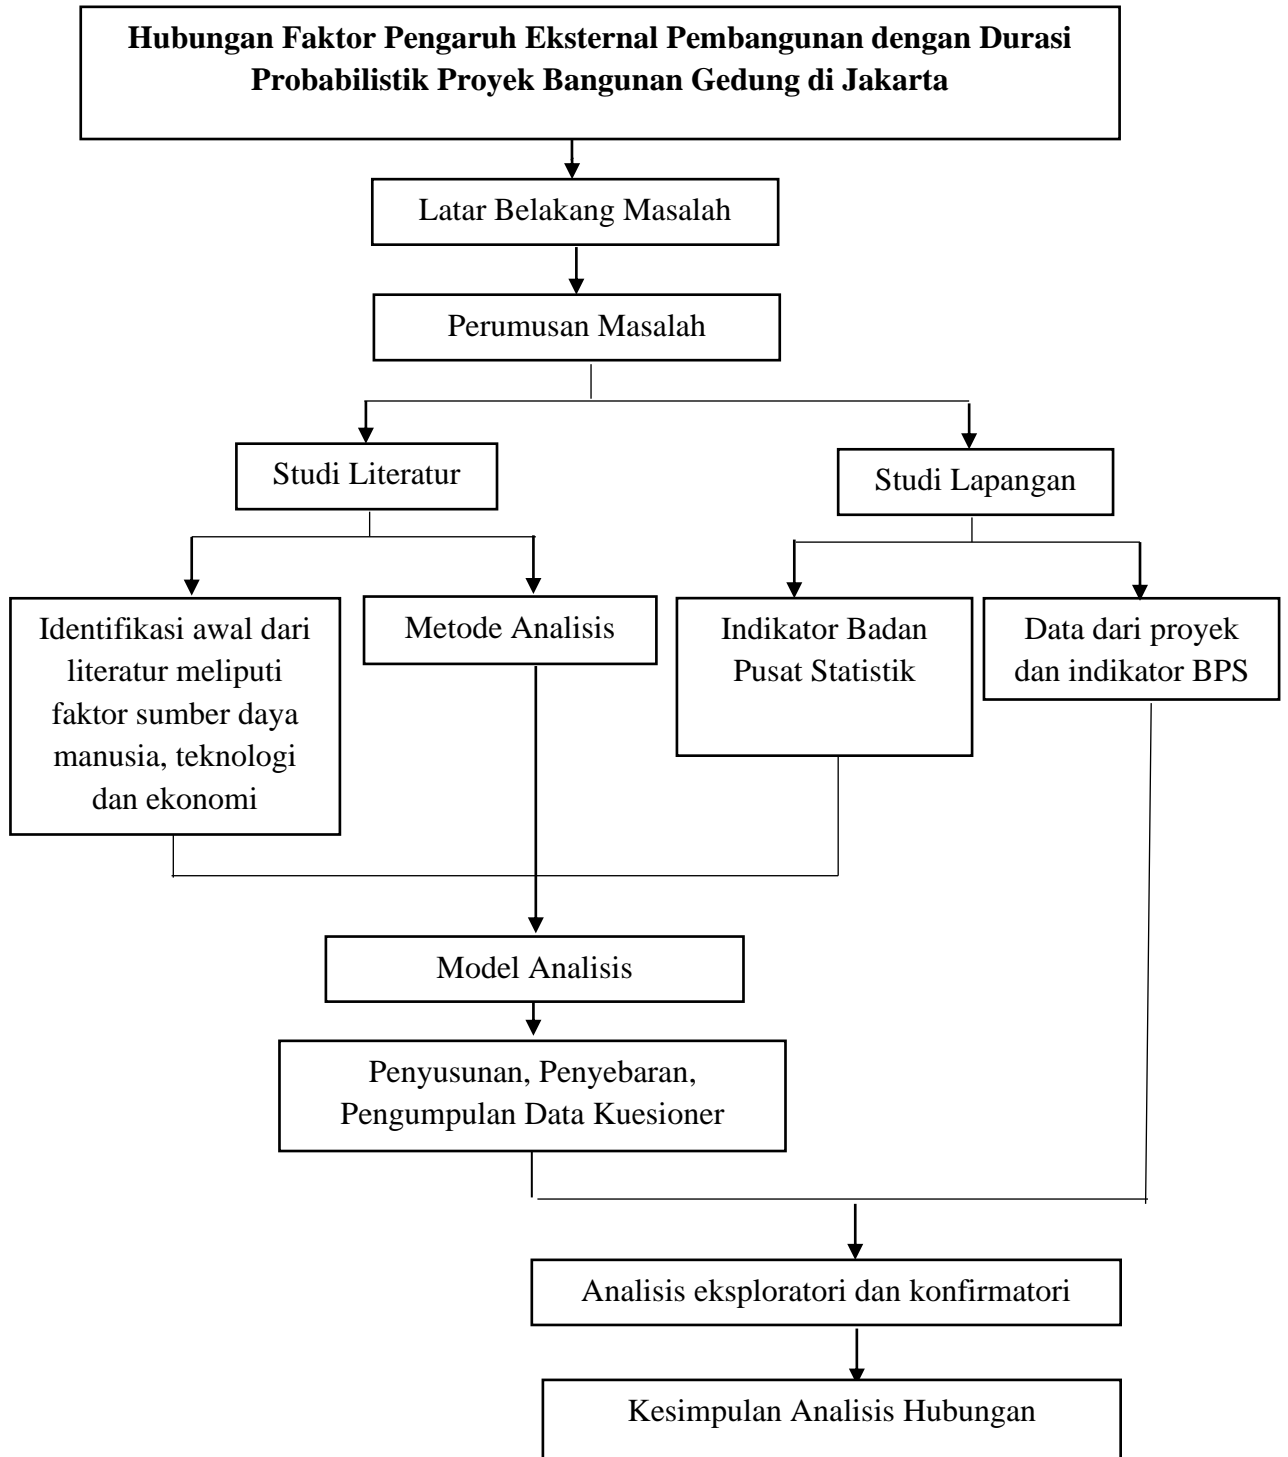 Hubungan Faktor Pengaruh Eksternal Pembangunan dengan Durasi
Probabilistik Proyek Bangunan Gedung di Jakarta
Latar Belakang Masalah
Perumusan Masalah
Studi Literatur
Studi Lapangan
Identifikasi awal dari
literatur meliputi
faktor sumber daya
manusia, teknologi
dan ekonomi
Metode Analisis
Indikator Badan
Pusat Statistik
Data dari proyek
dan indikator BPS
Model Analisis
Penyusunan, Penyebaran,
Pengumpulan Data Kuesioner
Analisis eksploratori dan konfirmatori
Kesimpulan Analisis Hubungan